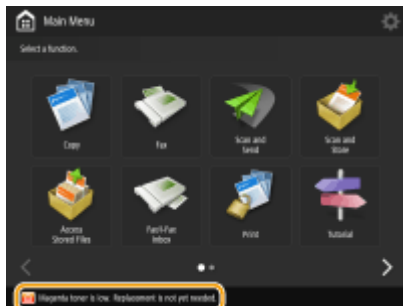 Main Menu
Select a function.
Copy
Fax
Scan and
Send
Scan and
Store
Access
Stored Files
Fax/I-Fax
Inbox
Print
Tutorial
Magenta toner is low. Replacement is not yet needed.